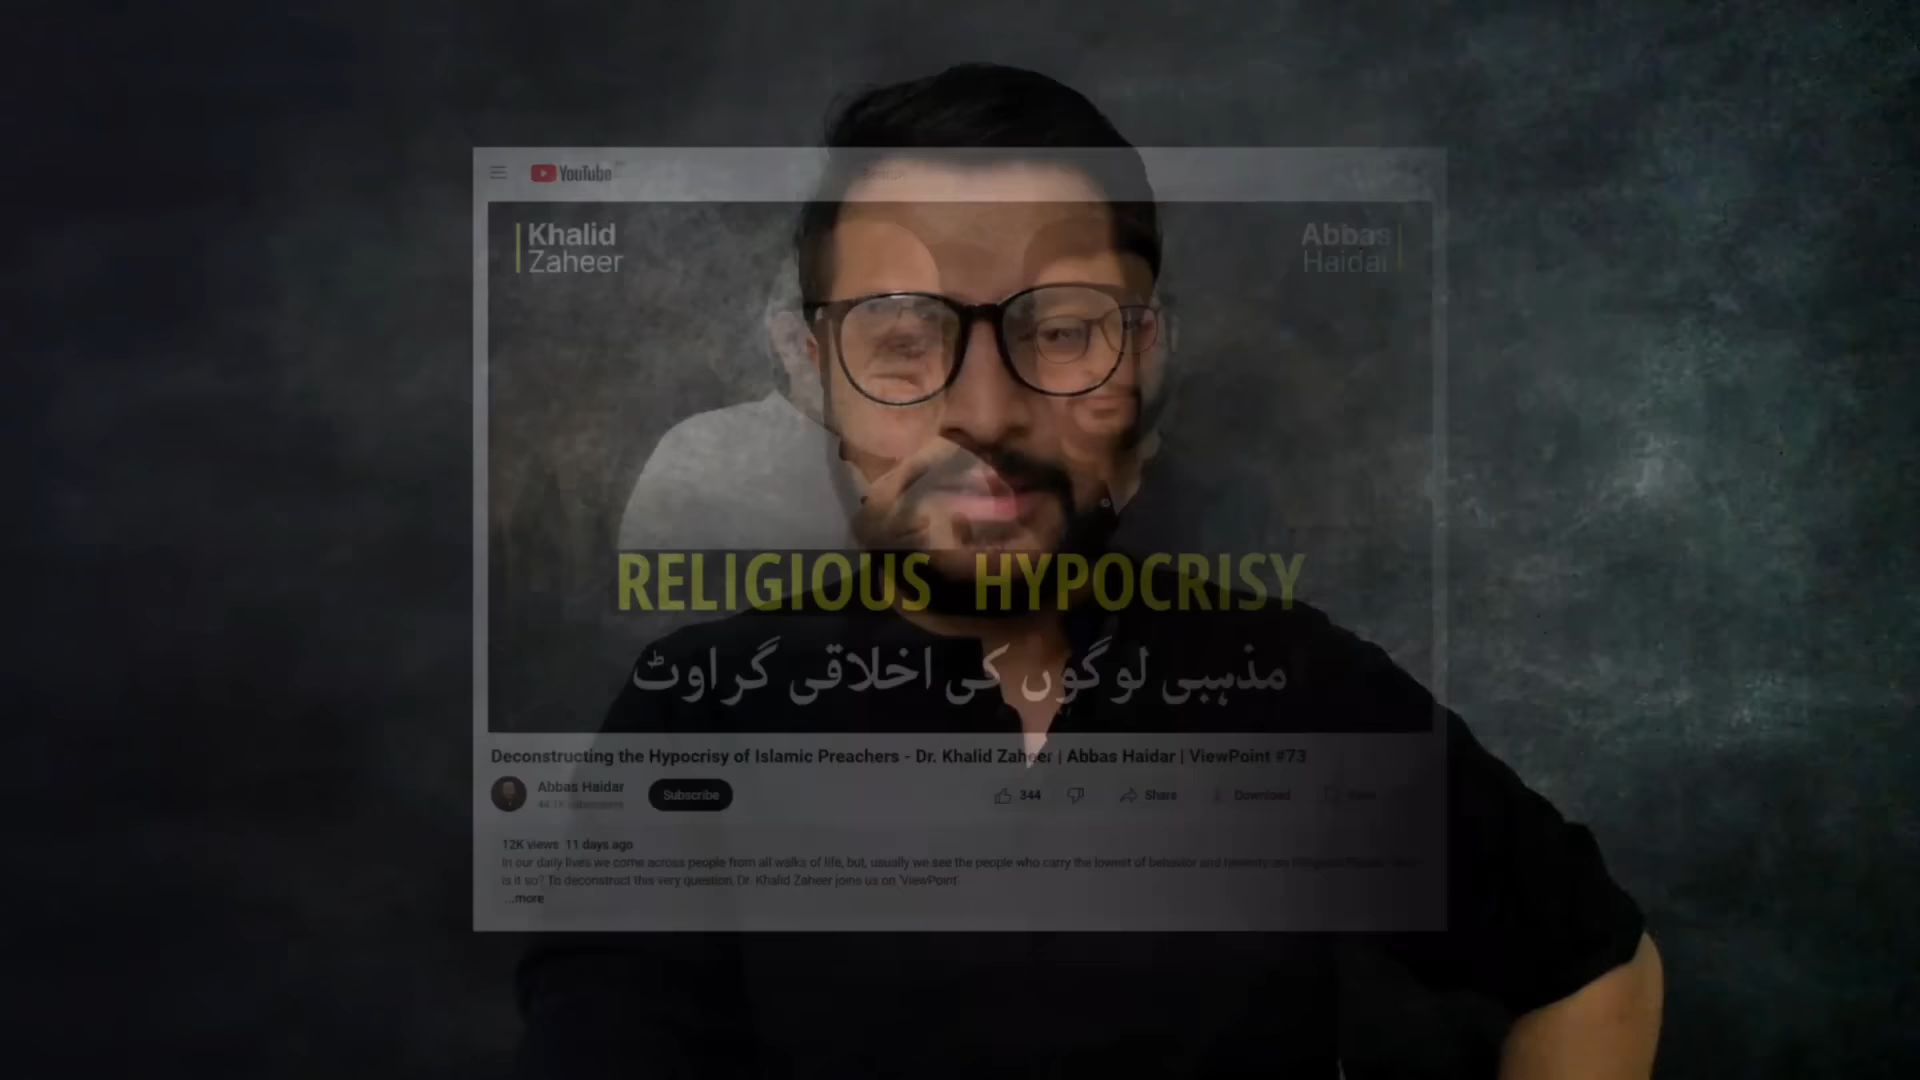 YouTube
Khalid
Zaheer
Abbas
Haidar
RELIGIOUS HYPOCRISY
مذہبی لوگوں کی اخلاقی گراوٹ
Deconstructing the Hypocrisy of Islamic Preachers - Dr. Khalid Zaheer | Abbas Haidar | ViewPoint #73
Abbas Haidar
Subscribe
344
Share
Download
12K views 11 days ago
In our daily lives we come across people from all walks of life, but, usually we see the people who carry the lowest of behavior and
is it so? To deconstruct this very question, Dr. Khalid Zaheer joins us on 'ViewPoint'
...more